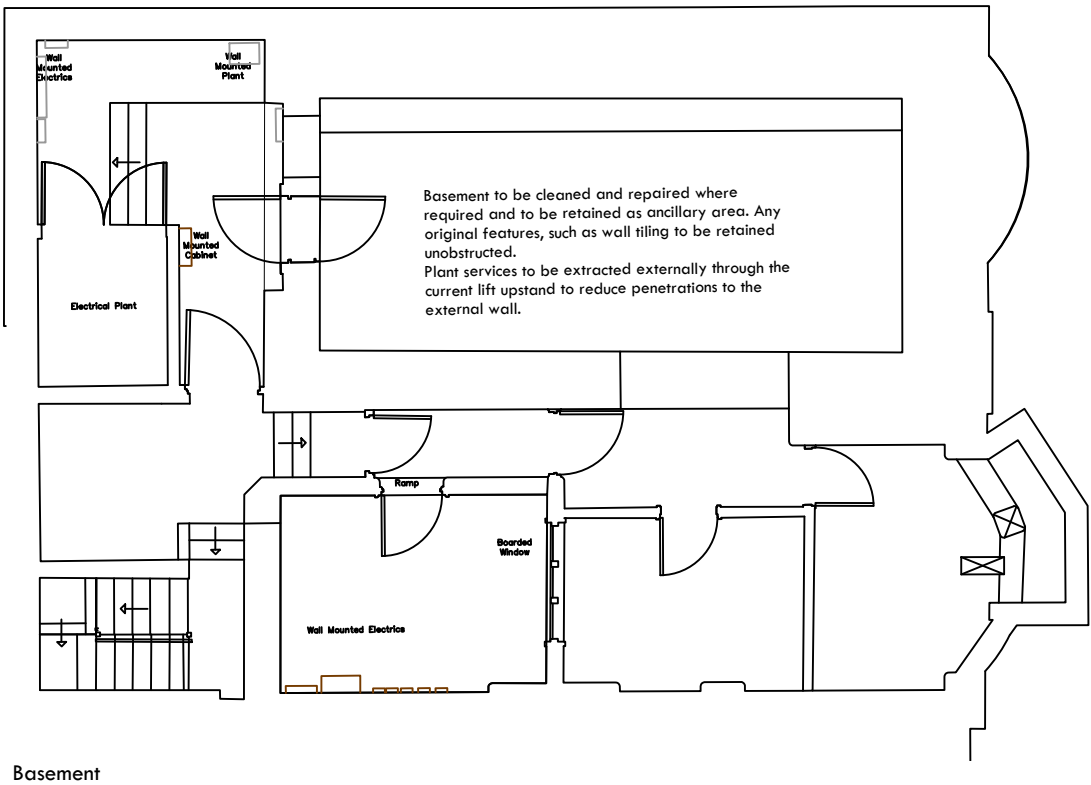 Wall
Mounted
Electrics
Wall
Mounted
Plant
Basement to be cleaned and repaired where
required and to be retained as ancillary area. Any
original features, such as wall tiling to be retained
unobstructed.
Plant services to be extracted externally through the
current lift upstand to reduce penetrations to the
external wall.
Wall
Mounted
Cabinet
Electrical Plant
Ramp
Boarded
Window
Wall Mounted Electrics
Basement